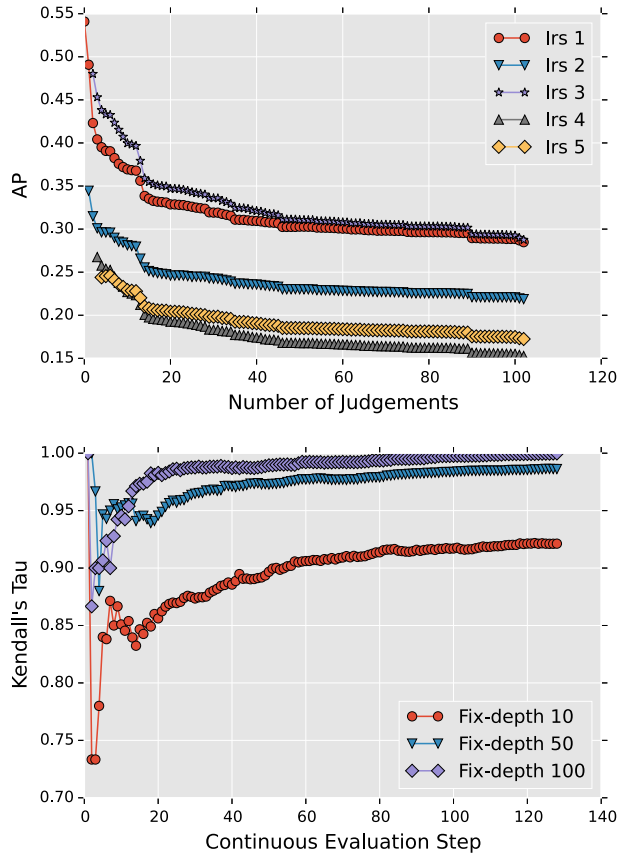 0.55
0.50
0.45
0.40
0.35
0.30
0.25
0.20
0.15
AP
Irs 1
Irs 2
Irs 3
Irs 4
Irs 5
0 20 40 60 80 100 120
Number of Judgements
1.00
0.95
0.90
0.85
0.80
0.75
0.70
Kendall's Tau
Fix-depth 10
Fix-depth 50
Fix-depth 100
0 20 40 60 80 100 120 140
Continuous Evaluation Step